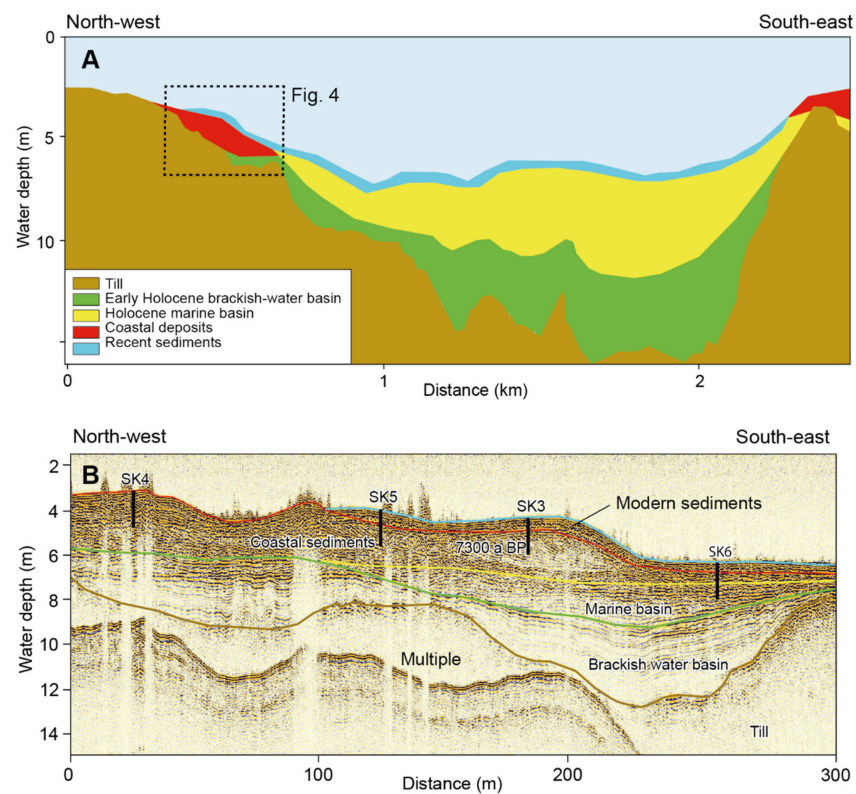 North-west South-east
A
Fig. 4
0
5
10
Water depth (m)
Till
Early Holocene brackish-water basin
Holocene marine basin
Coastal deposits
Recent sediments
0 1 2
Distance (km)
North-west South-east
B
2
4
6
8
10
12
14
Water depth (m)
SK4
SK5
SK3
Modern sediments
Coastal sediments
7300 a BP
SK6
Marine basin
Multiple
Brackish water basin
Till
0 100 200 300
Distance (m)